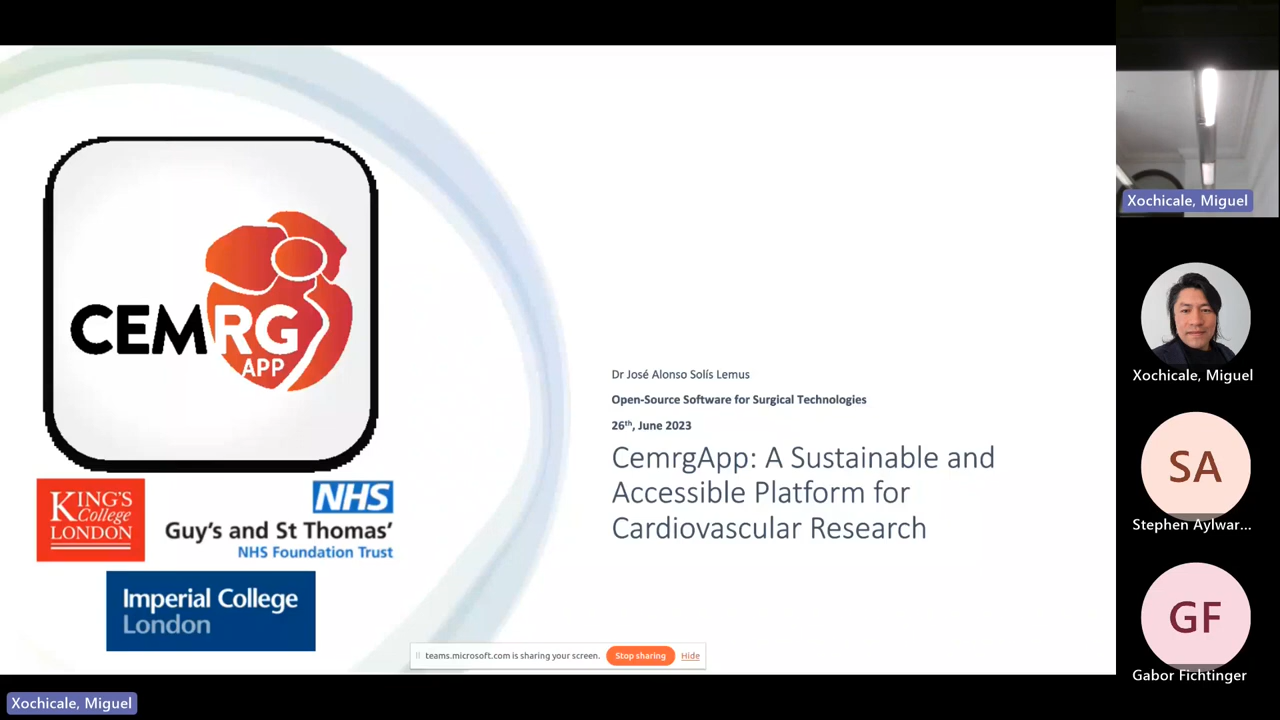 CEMRG
APP
KING'S
College
LONDON
NHS
Guy's and St Thomas'
NHS Foundation Trust
Imperial College
London
Dr José Alonso Solís Lemus
Open-Source Software for Surgical Technologies
26th, June 2023
CemrgApp: A Sustainable and
Accessible Platform for
Cardiovascular Research
teams.microsoft.com is sharing your screen.
Stop sharing
Hide
Xochicale, Miguel
Xochicale, Miguel
Xochicale, Miguel
SA
Stephen Aylwar...
GF
Gabor Fichtinger